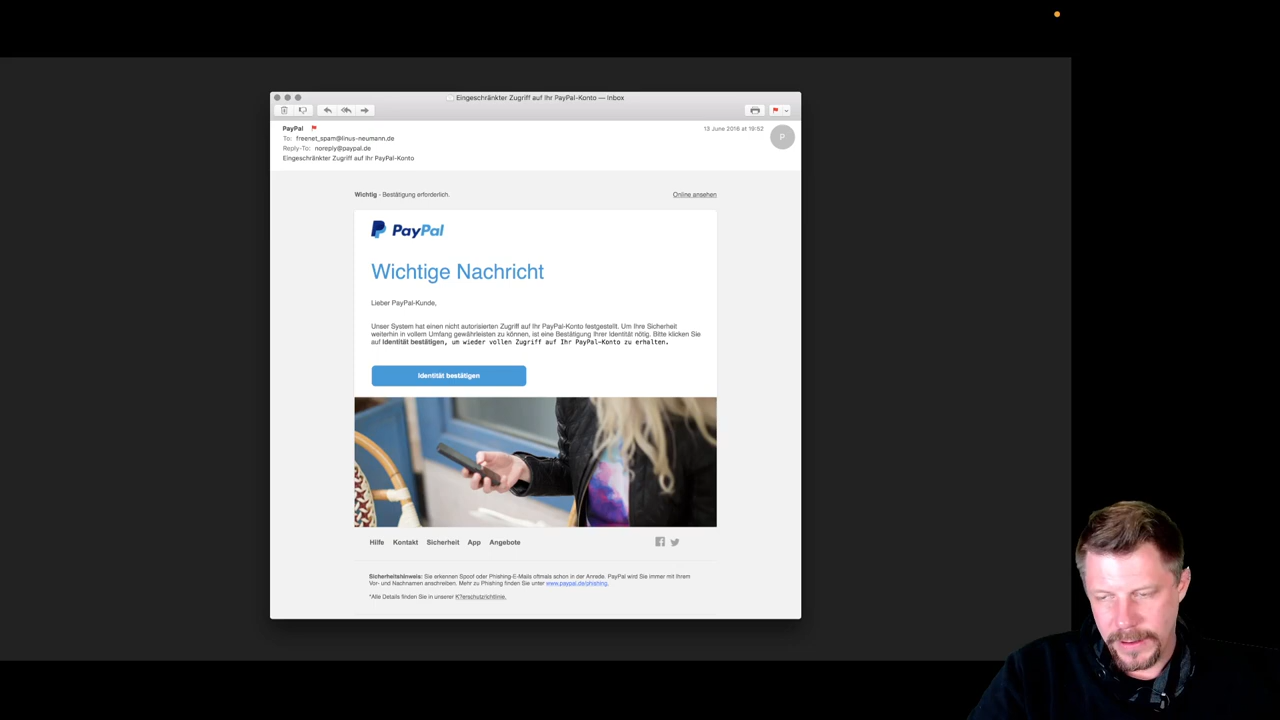 Eingeschränkter Zugriff auf Ihr PayPal-Konto — Inbox
PayPal
13 June 2016 at 19:52
P
To: freenet_spam@linus-neumann.de
Reply-To: noreply@paypal.de
Eingeschränkter Zugriff auf Ihr PayPal-Konto
Wichtig - Bestätigung erforderlich.
Online ansehen
PayPal
Wichtige Nachricht
Lieber PayPal-Kunde,
Unser System hat einen nicht autorisierten Zugriff auf Ihr PayPal-Konto festgestellt. Um Ihre Sicherheit
weiterhin in vollem Umfang gewährleisten zu können, ist eine Bestätigung Ihrer Identität nötig. Bitte klicken Sie
auf Identität bestätigen, um wieder vollen Zugriff auf Ihr PayPal-Konto zu erhalten.
Identität bestätigen
Hilfe Kontakt Sicherheit App Angebote
Sicherheitshinweis: Sie erkennen Spoof oder Phishing-E-Mails oftmals schon in der Anrede. PayPal wird Sie immer mit Ihrem
Vor- und Nachnamen anschreiben. Mehr zu Phishing finden Sie unter www.paypal.de/phishing.
*Alle Details finden Sie in unserer K?erschutzrichtlinie.